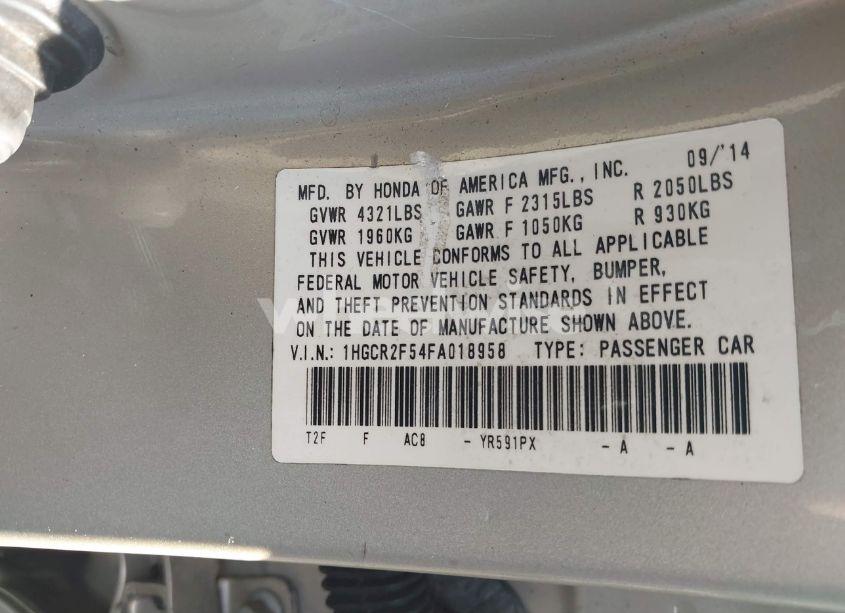 MFD. BY HONDA OF AMERICA MFG., INC. 09/'14
GVWR 4321LBS GAWR F 2315LBS R 2050LBS
GVWR 1960KG GAWR F 1050KG R 930KG
THIS VEHICLE CONFORMS TO ALL APPLICABLE
FEDERAL MOTOR VEHICLE SAFETY, BUMPER,
AND THEFT PREVENTION STANDARDS IN EFFECT
ON THE DATE OF MANUFACTURE SHOWN ABOVE.
V.I.N.: 1HGCR2F54FA018958 TYPE: PASSENGER CAR
T2F F AC8 - YR591PX - A - A